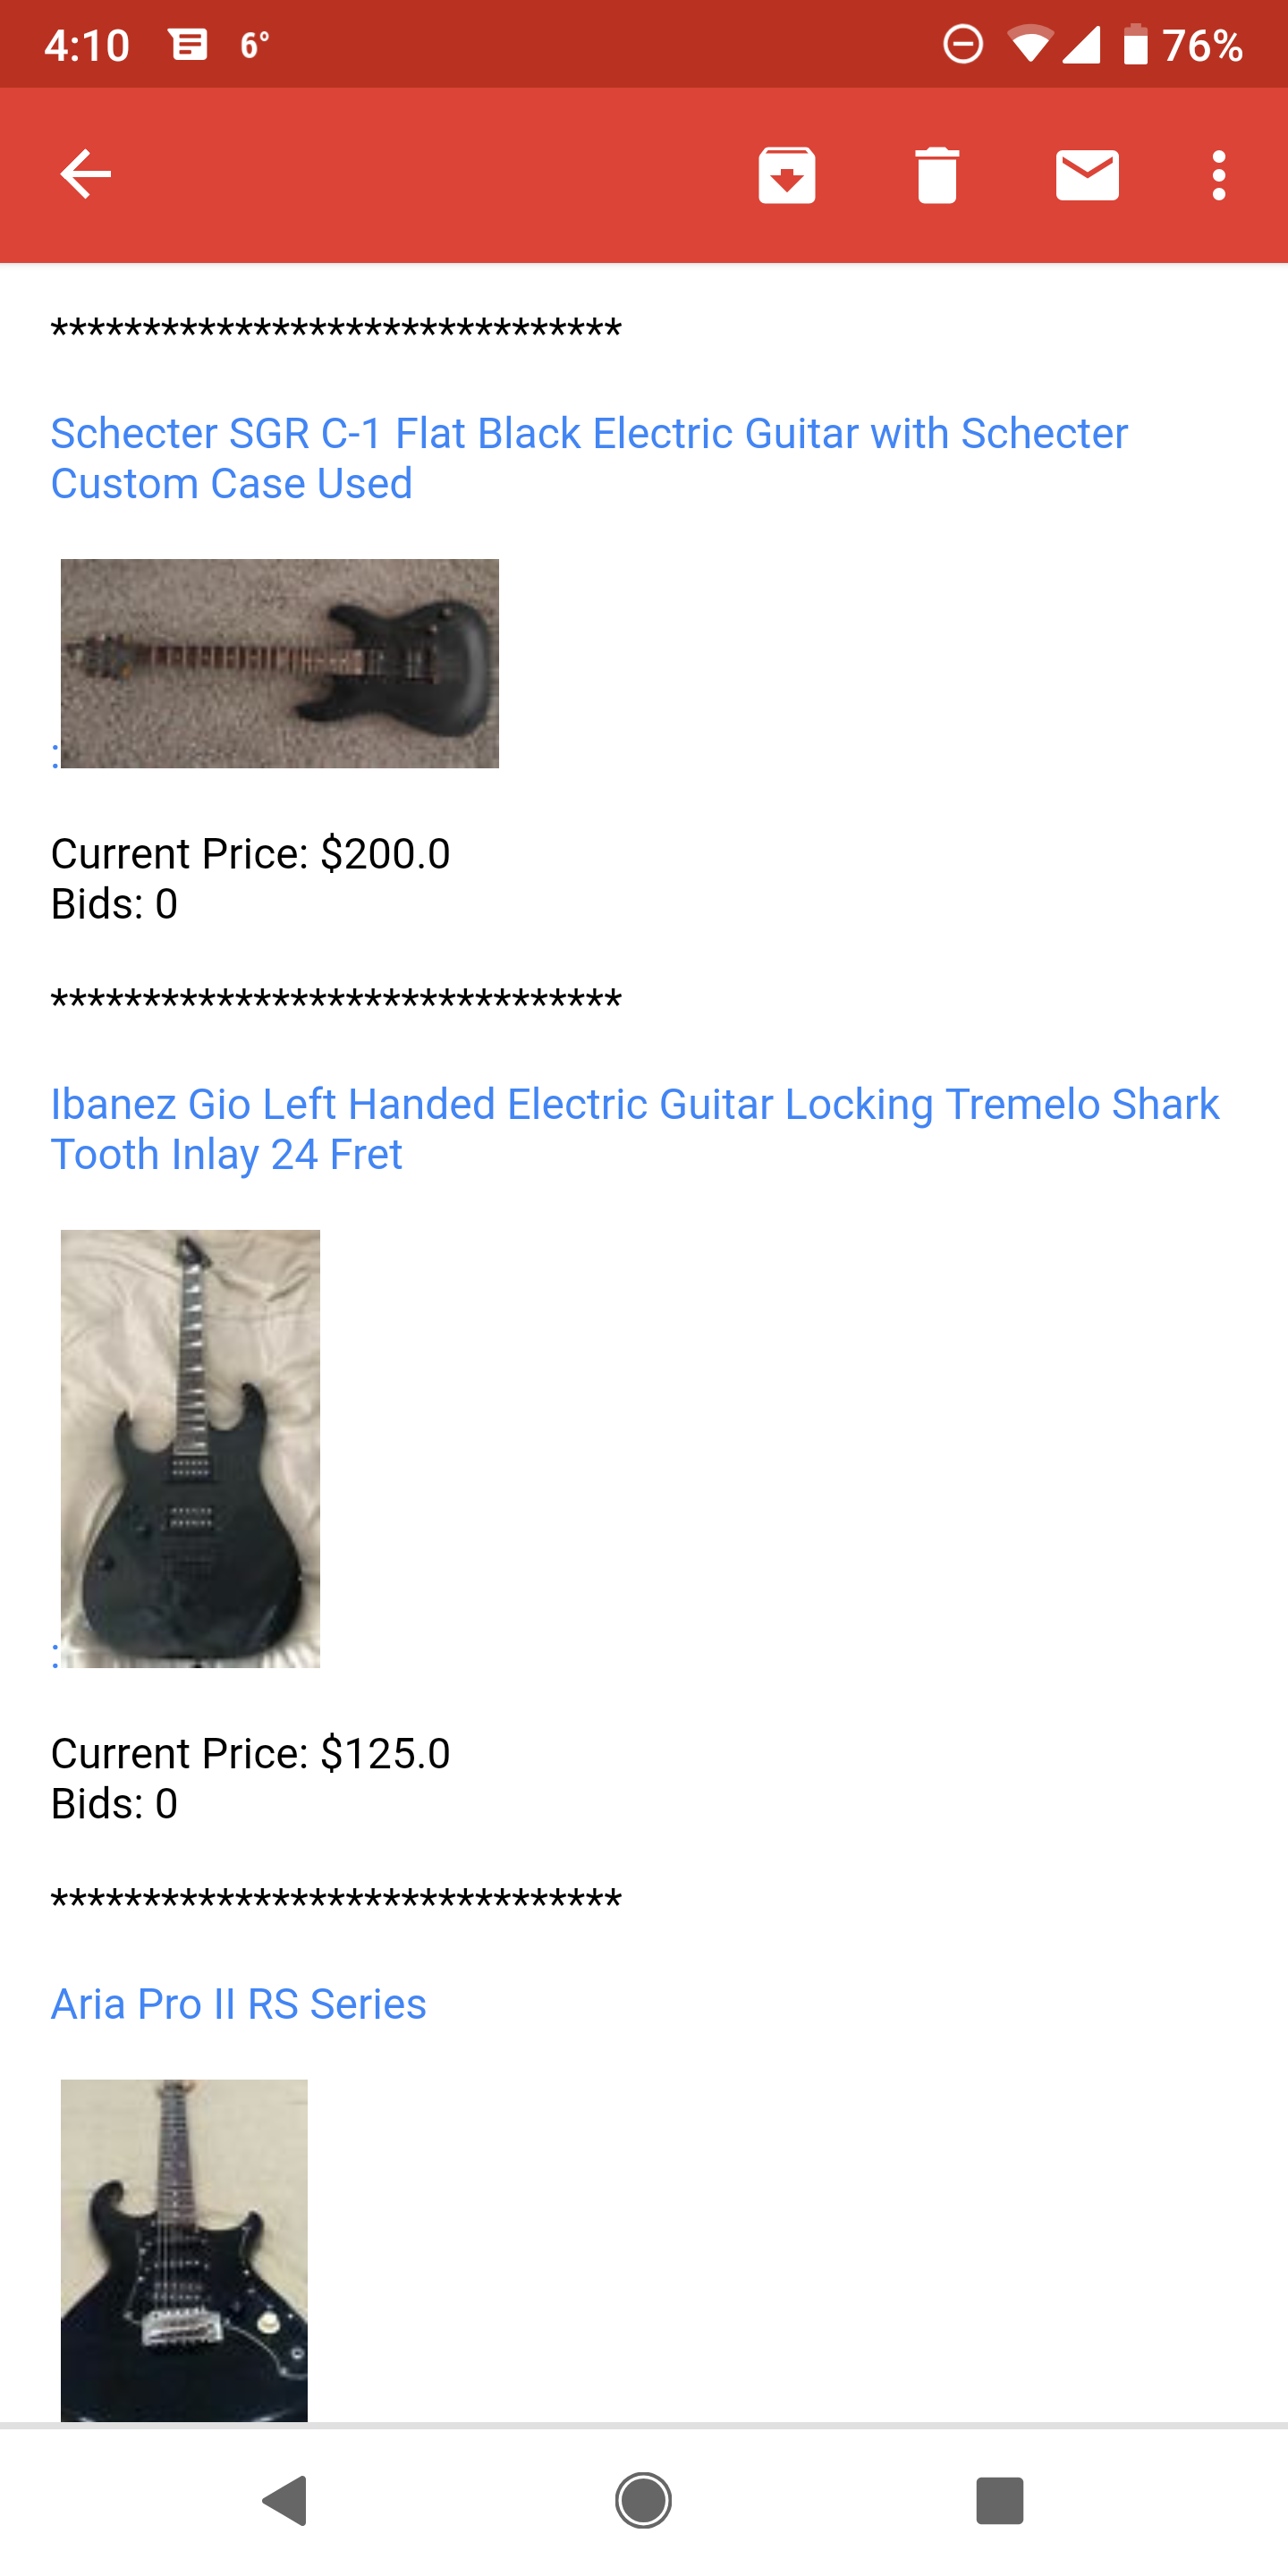 4:10 6° 76%
*******************************
Schecter SGR C-1 Flat Black Electric Guitar with Schecter
Custom Case Used
:
Current Price: $200.0
Bids: 0
*******************************
Ibanez Gio Left Handed Electric Guitar Locking Tremelo Shark
Tooth Inlay 24 Fret
:
Current Price: $125.0
Bids: 0
*******************************
Aria Pro II RS Series